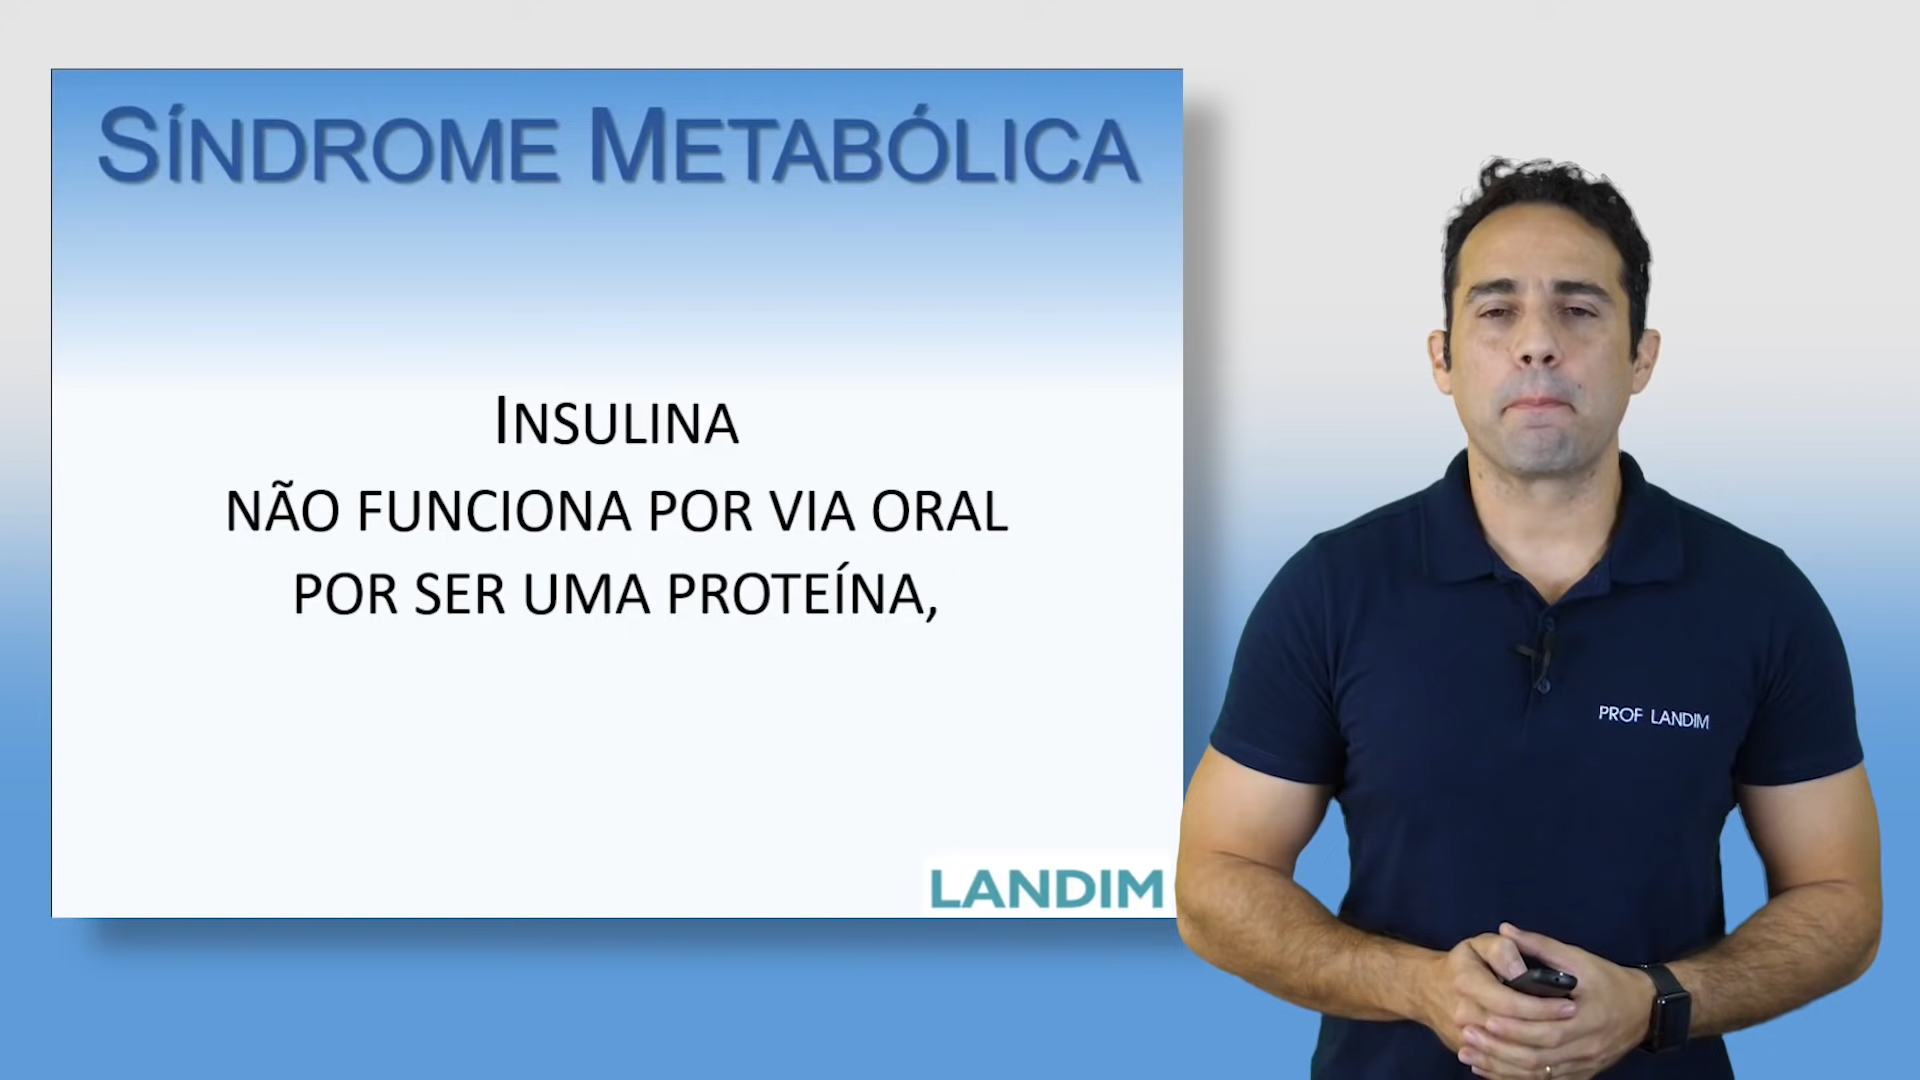 SÍNDROME METABÓLICA
INSULINA
NÃO FUNCIONA POR VIA ORAL
POR SER UMA PROTEÍNA,
LANDIM
PROF LANDIM